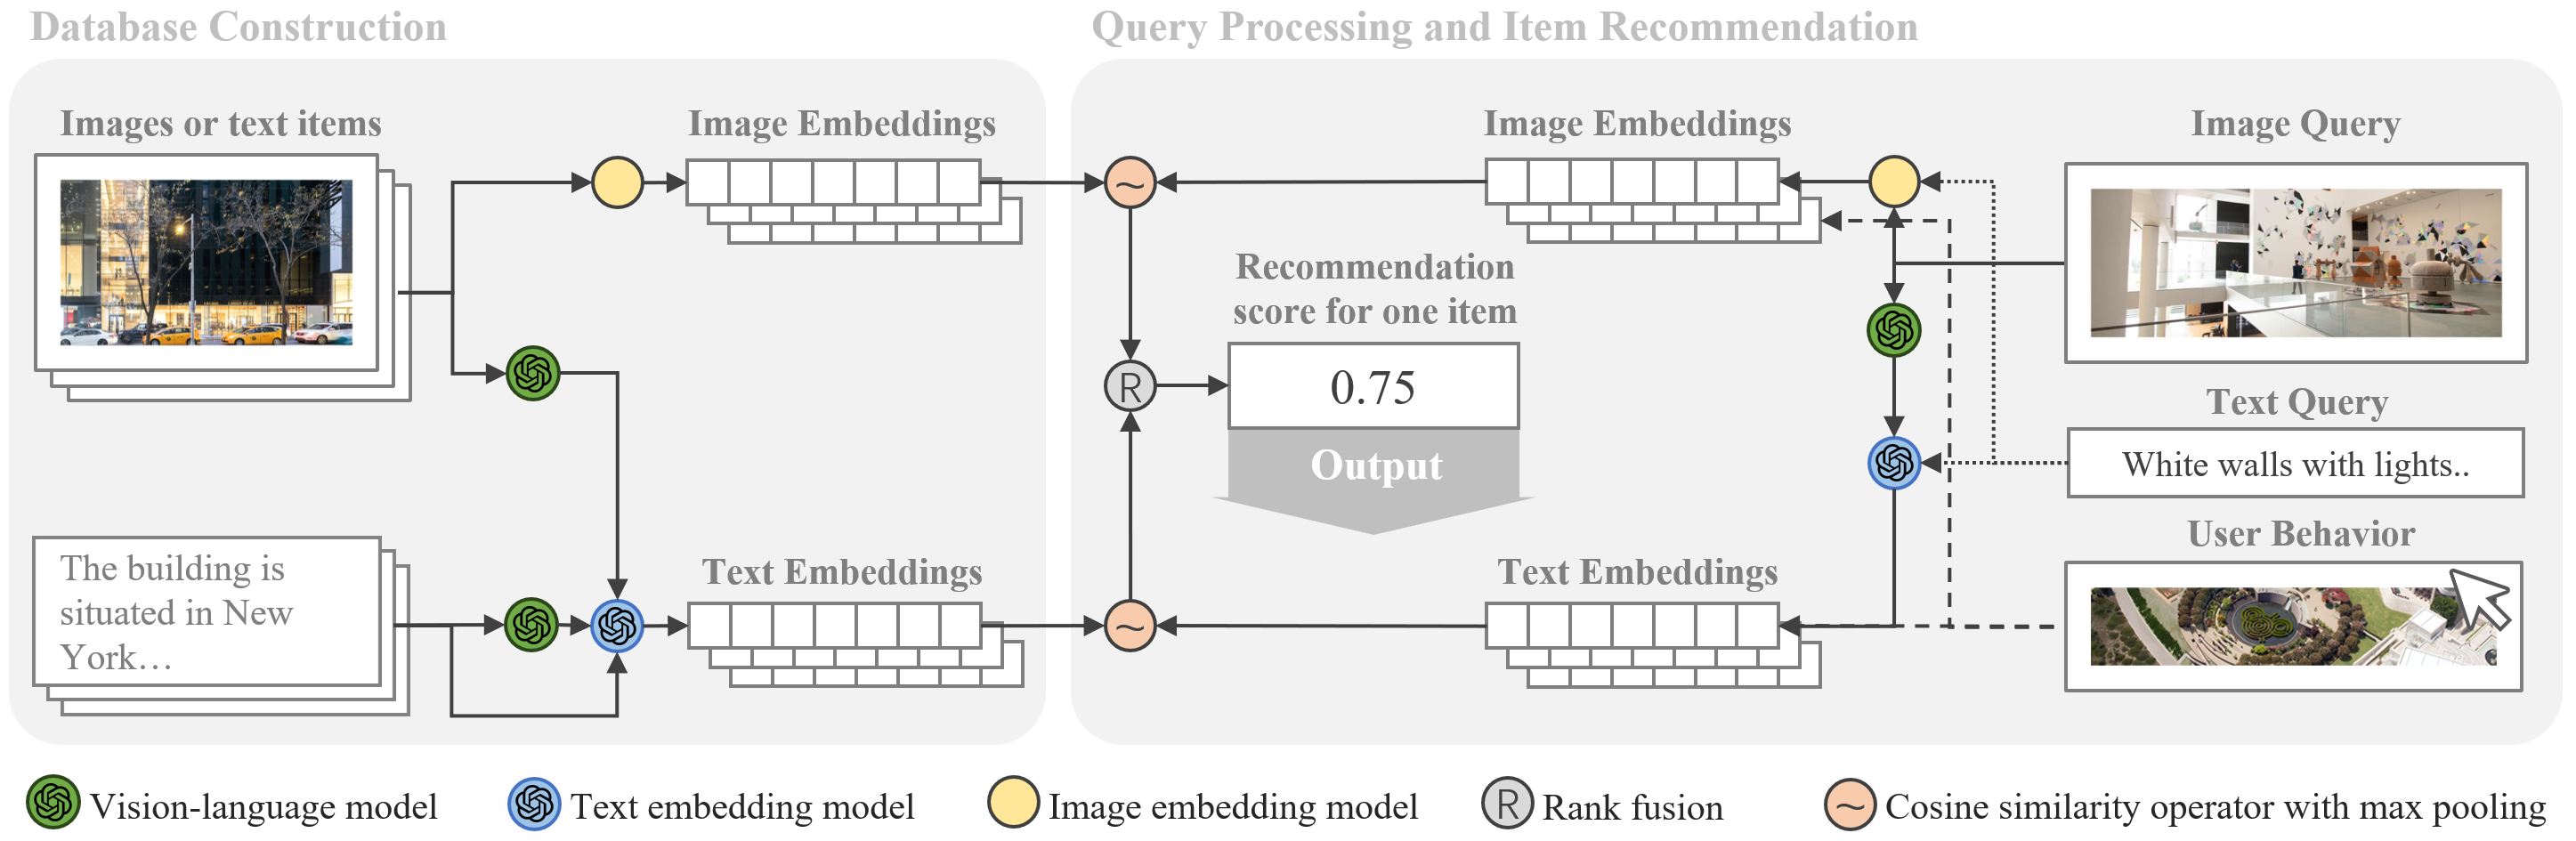 Database Construction
Query Processing and Item Recommendation
Images or text items
Image Embeddings
The building is
situated in New
York…
Text Embeddings
~
R
~
Recommendation
score for one item
0.75
Output
Image Embeddings
Text Embeddings
Image Query
Text Query
White walls with lights..
User Behavior
Vision-language model
Text embedding model
Image embedding model
R Rank fusion
~ Cosine similarity operator with max pooling